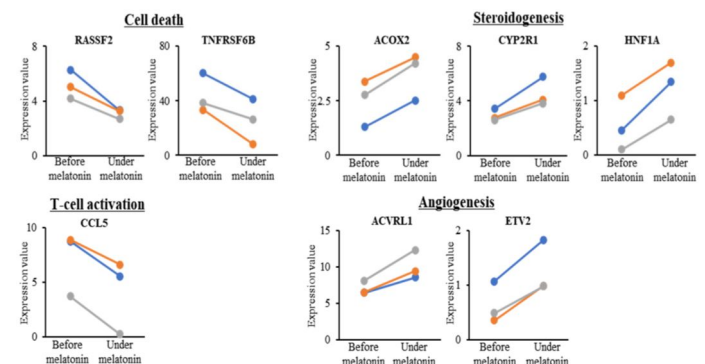 Cell death
Steroidogenesis
RASSF2
TNFRSF6B
ACOX2
CYP2R1
HNF1A
Expression value
8
4
0
Before melatonin
Under melatonin
Expression value
80
40
0
Before melatonin
Under melatonin
Expression value
5
2.5
0
Before melatonin
Under melatonin
Expression value
8
4
0
Before melatonin
Under melatonin
Expression value
2
1
0
Before melatonin
Under melatonin
T-cell activation
Angiogenesis
CCL5
ACVRL1
ETV2
Expression value
10
5
0
Before melatonin
Under melatonin
Expression value
15
10
5
0
Before melatonin
Under melatonin
Expression value
2
1
0
Before melatonin
Under melatonin